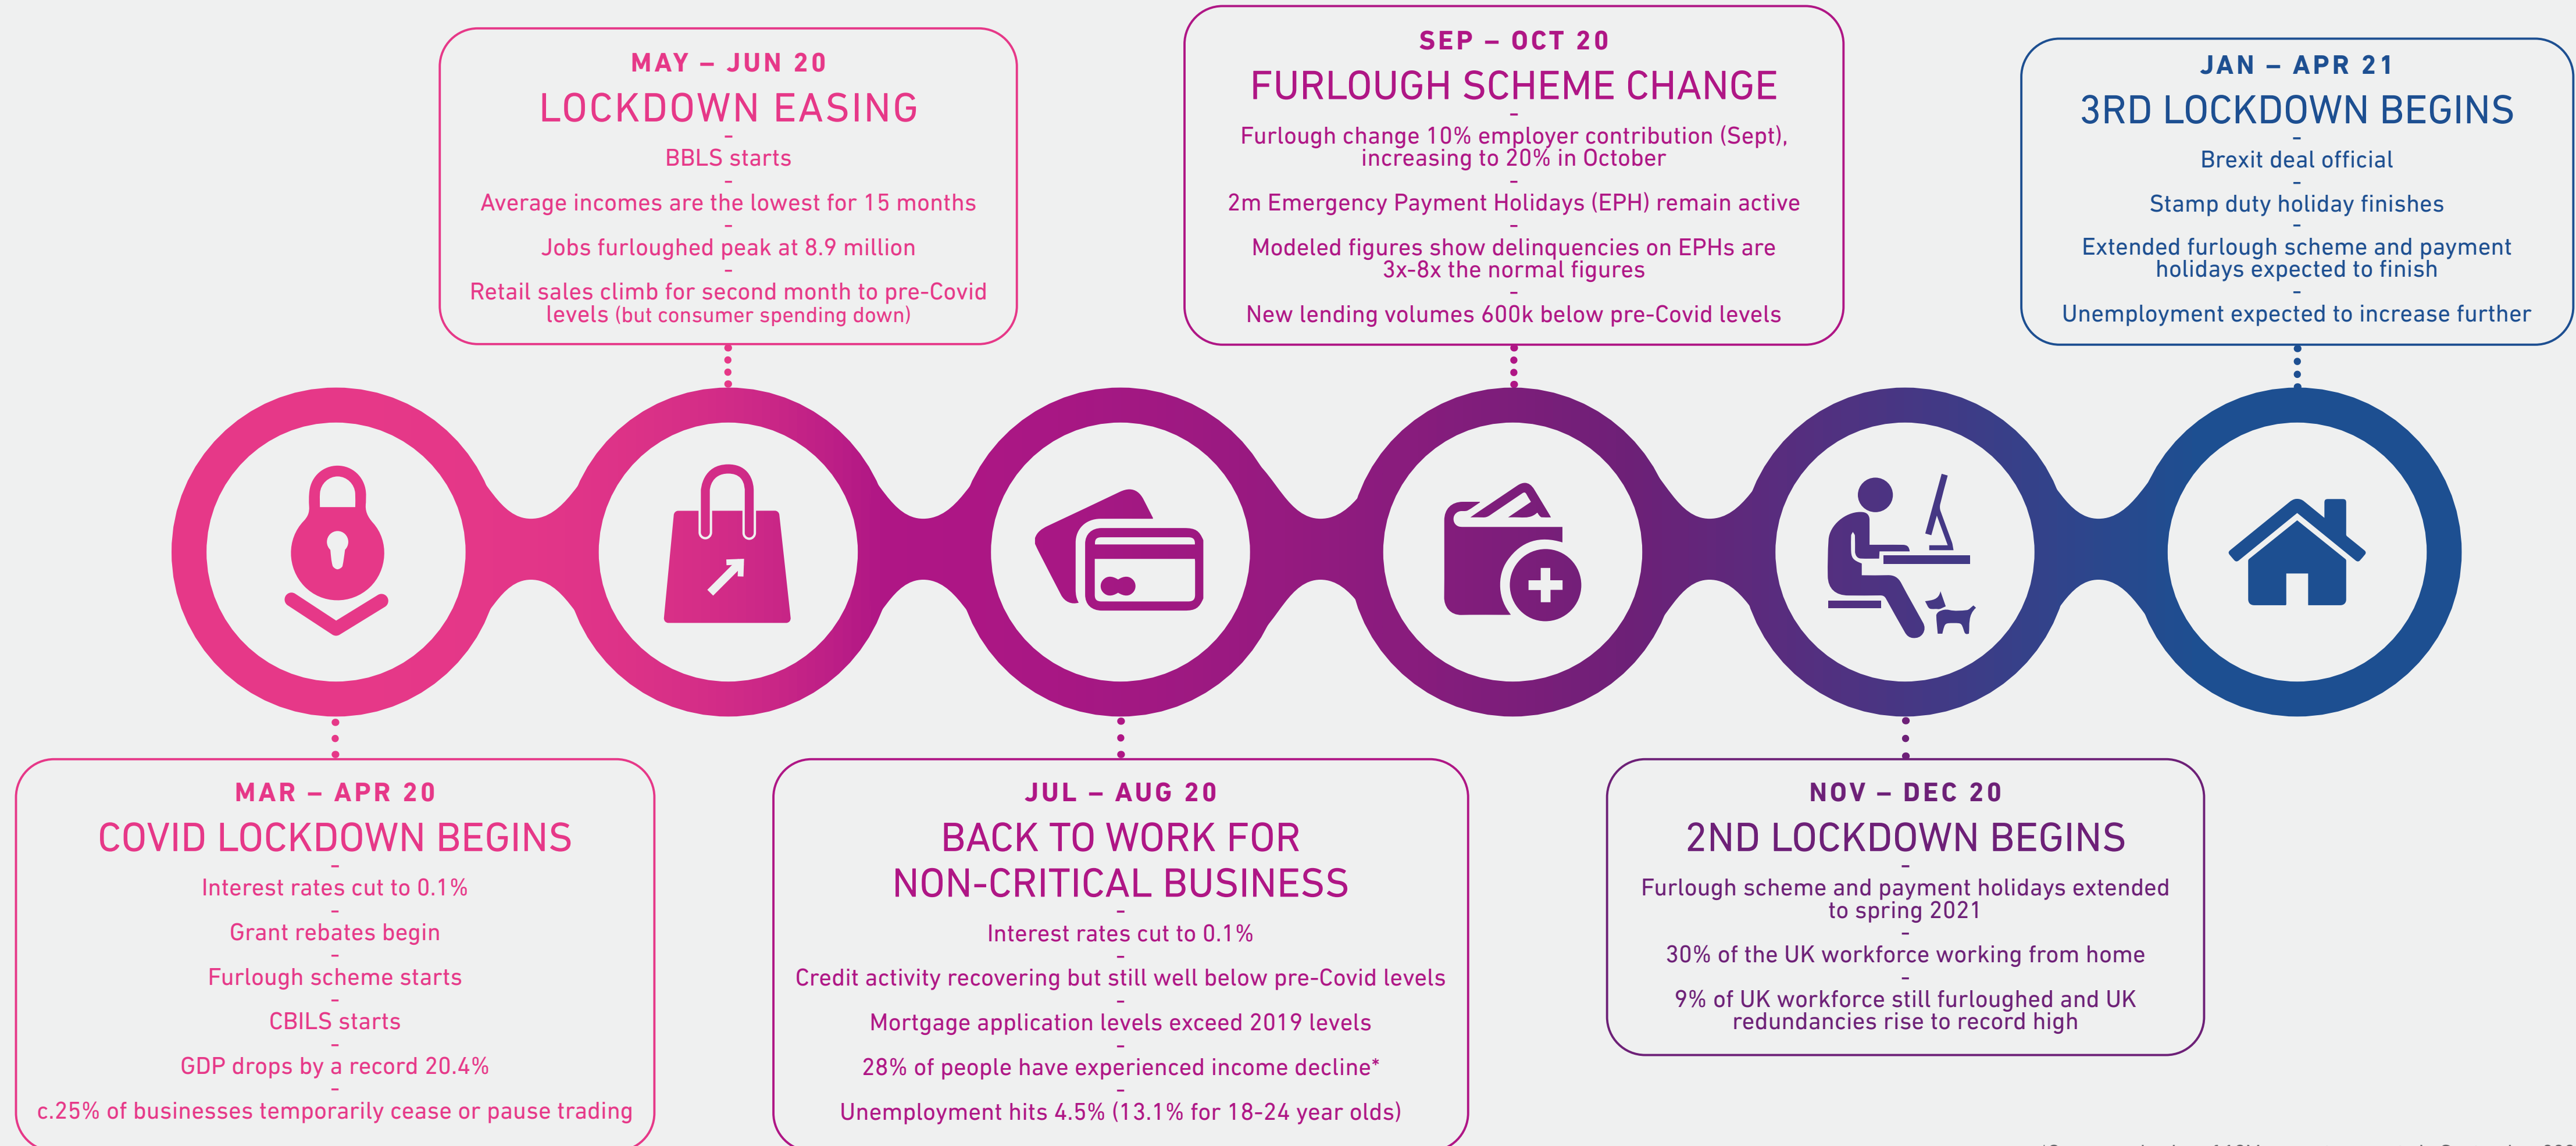 MAR – APR 20
COVID LOCKDOWN BEGINS
-
Interest rates cut to 0.1%
-
Grant rebates begin
-
Furlough scheme starts
-
CBILS starts
-
GDP drops by a record 20.4%
-
c.25% of businesses temporarily cease or pause trading
MAY – JUN 20
LOCKDOWN EASING
-
BBLS starts
-
Average incomes are the lowest for 15 months
-
Jobs furloughed peak at 8.9 million
-
Retail sales climb for second month to pre-Covid
levels (but consumer spending down)
JUL – AUG 20
BACK TO WORK FOR
NON-CRITICAL BUSINESS
-
Interest rates cut to 0.1%
-
Credit activity recovering but still well below pre-Covid levels
-
Mortgage application levels exceed 2019 levels
-
28% of people have experienced income decline*
-
Unemployment hits 4.5% (13.1% for 18-24 year olds)
SEP – OCT 20
FURLOUGH SCHEME CHANGE
-
Furlough change 10% employer contribution (Sept),
increasing to 20% in October
-
2m Emergency Payment Holidays (EPH) remain active
-
Modeled figures show delinquencies on EPHs are
3x-8x the normal figures
-
New lending volumes 600k below pre-Covid levels
NOV – DEC 20
2ND LOCKDOWN BEGINS
-
Furlough scheme and payment holidays extended
to spring 2021
-
30% of the UK workforce working from home
-
9% of UK workforce still furloughed and UK
redundancies rise to record high
JAN – APR 21
3RD LOCKDOWN BEGINS
-
Brexit deal official
-
Stamp duty holiday finishes
-
Extended furlough scheme and payment
holidays expected to finish
-
Unemployment expected to increase further